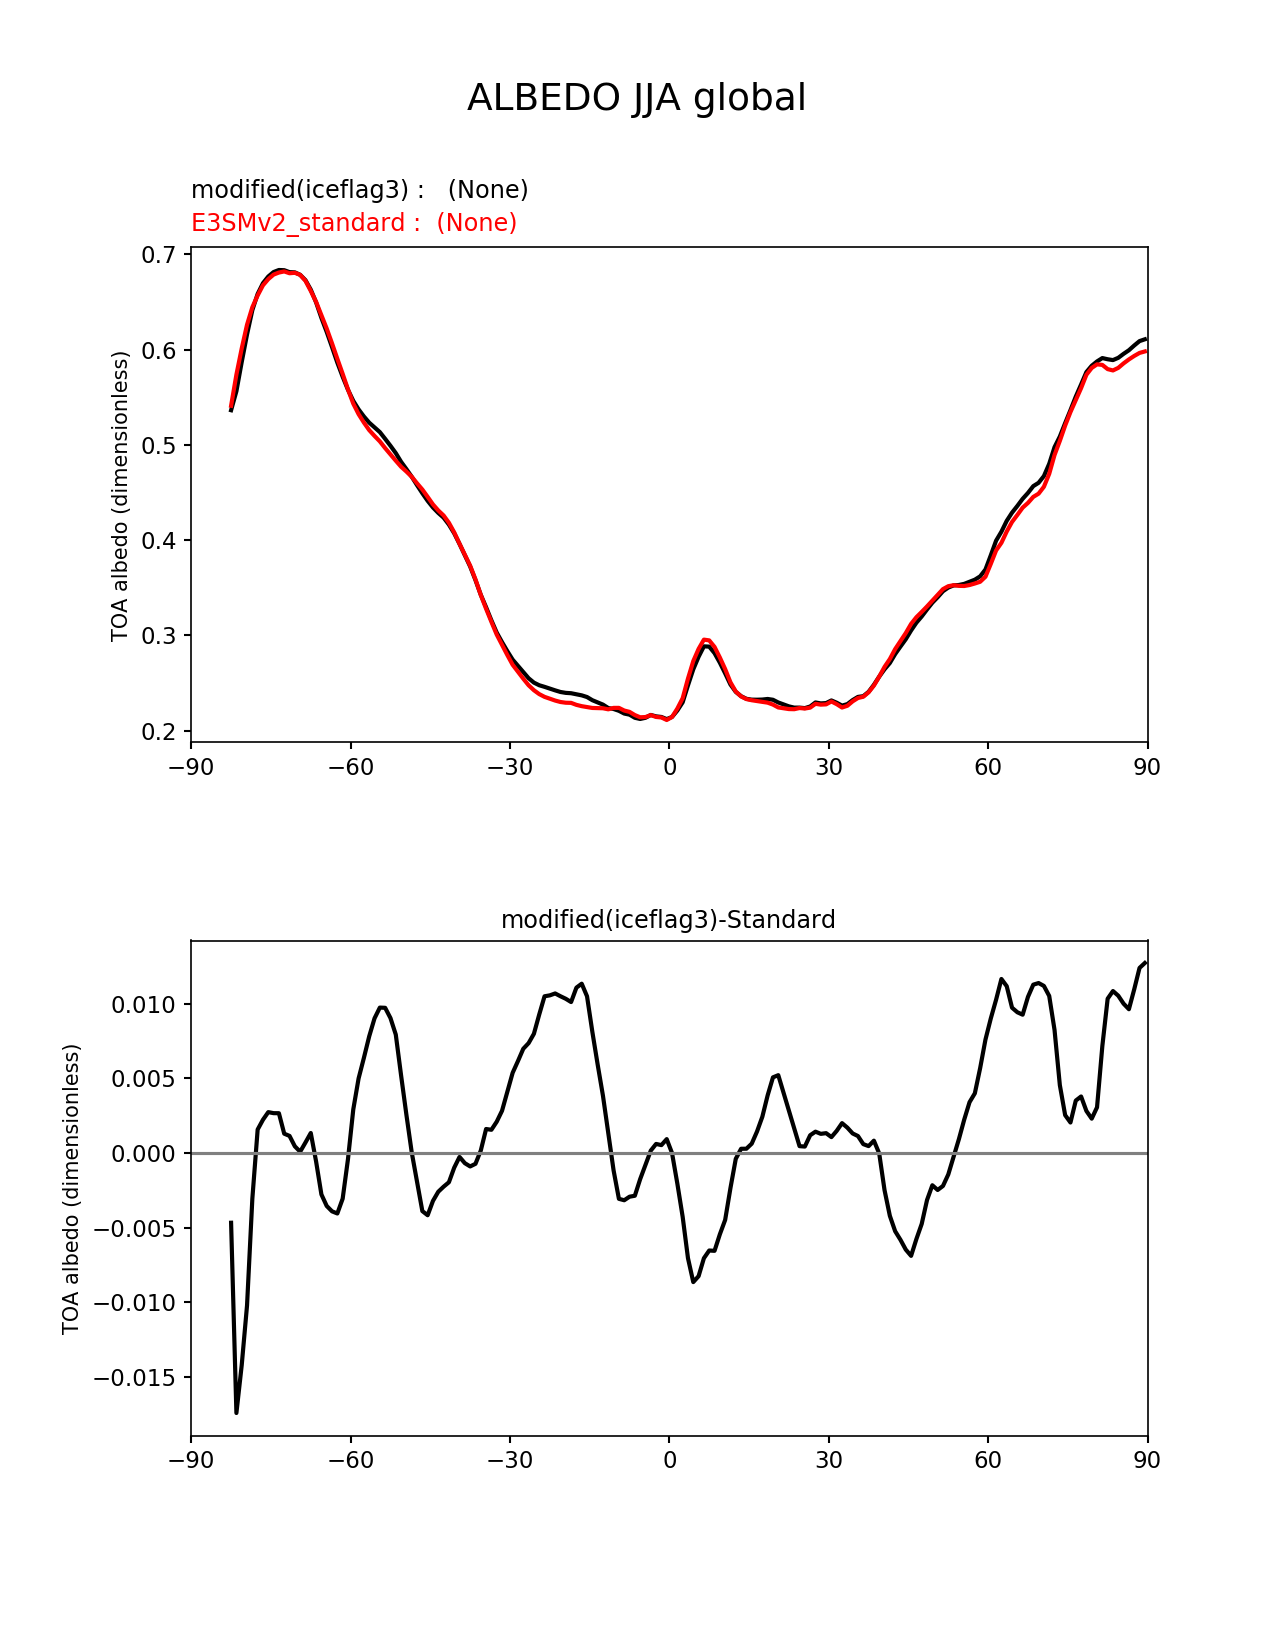 ALBEDO JJA global
modified(iceflag3) :   (None)
E3SMv2_standard :  (None)
TOA albedo (dimensionless)
0.7
0.6
0.5
0.4
0.3
0.2
−90 −60 −30 0 30 60 90
modified(iceflag3)-Standard
TOA albedo (dimensionless)
0.010
0.005
0.000
−0.005
−0.010
−0.015
−90 −60 −30 0 30 60 90